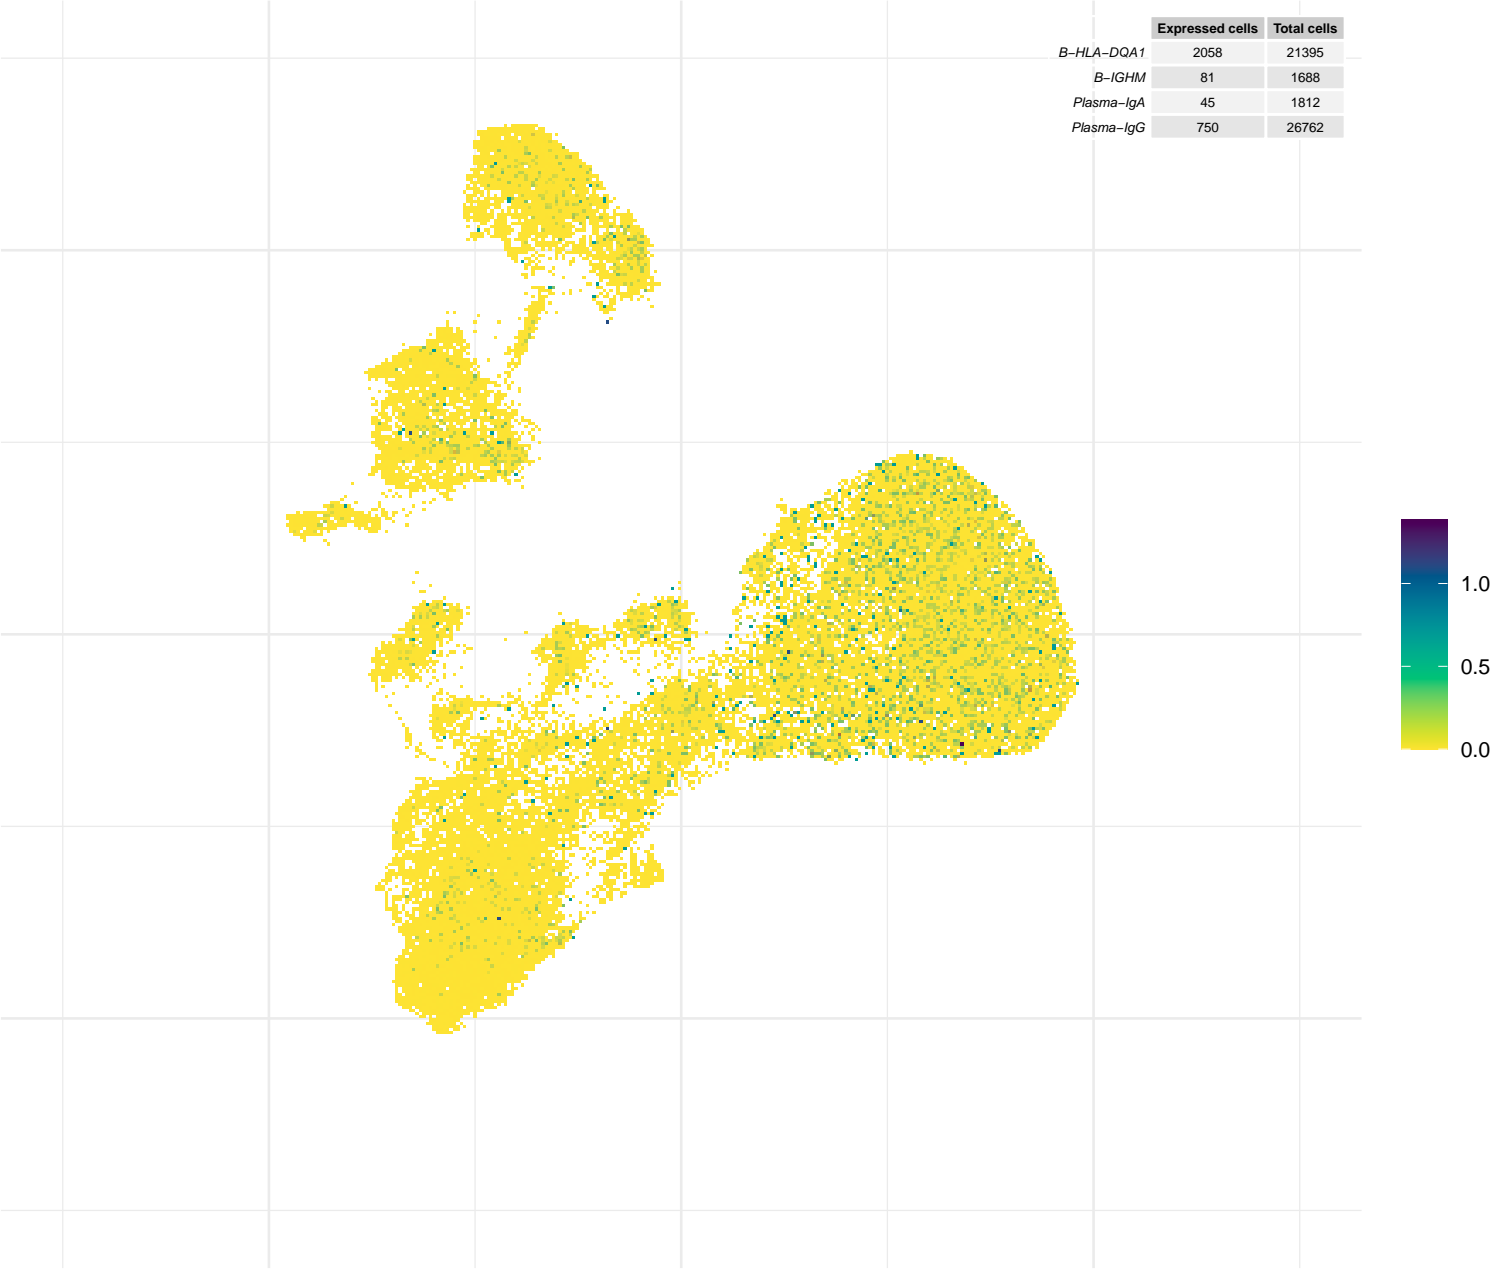 Expressed cells Total cells
B−HLA−DQA1 2058 21395
B−IGHM 81 1688
Plasma−IgA 45 1812
Plasma−IgG 750 26762
1.0
0.5
0.0